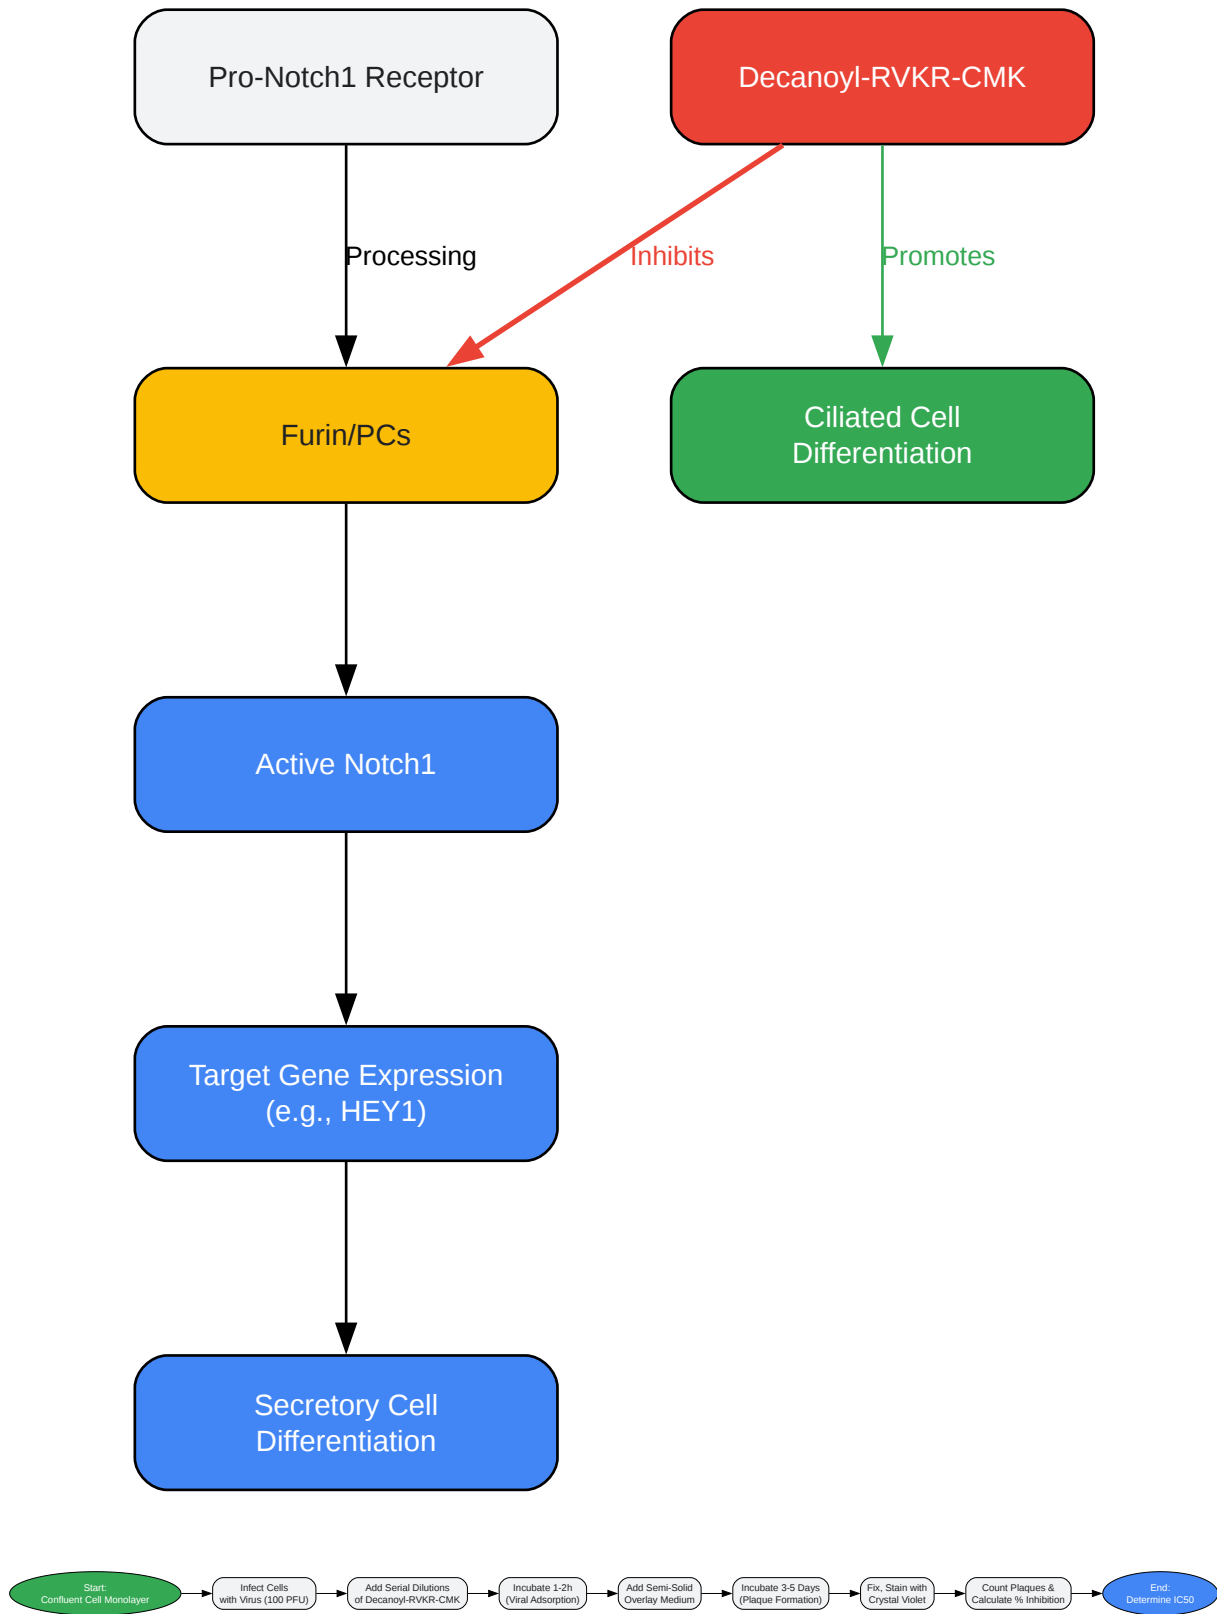 Pro-Notch1 Receptor
Decanoyl-RVKR-CMK
Processing
Inhibits
Promotes
Furin/PCs
Ciliated Cell
Differentiation
Active Notch1
Target Gene Expression
(e.g., HEY1)
Secretory Cell
Differentiation
Start:
Confluent Cell Monolayer
Infect Cells
with Virus (100 PFU)
Add Serial Dilutions
of Decanoyl-RVKR-CMK
Incubate 1-2h
(Viral Adsorption)
Add Semi-Solid
Overlay Medium
Incubate 3-5 Days
(Plaque Formation)
Fix, Stain with
Crystal Violet
Count Plaques &
Calculate % Inhibition
End:
Determine IC50